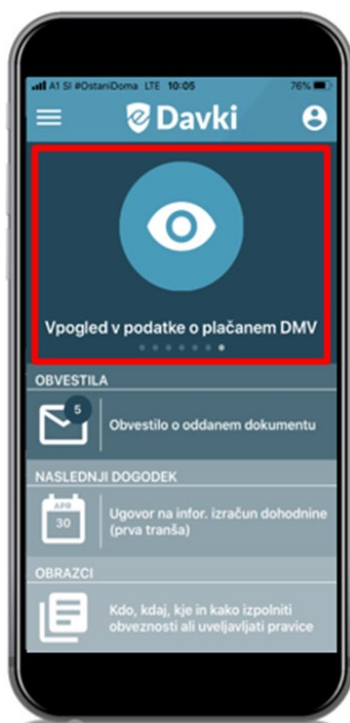 A1 SI #OstaniDoma LTE 10:05 76%
eDavki
Vpogled v podatke o plačanem DMV
OBVESTILA
5
Obvestilo o oddanem dokumentu
NASLEDNJI DOGODEK
APR
30
Ugovor na infor. izračun dohodnine
(prva tranša)
OBRAZCI
Kdo, kdaj, kje in kako izpolniti
obveznosti ali uveljavljati pravice